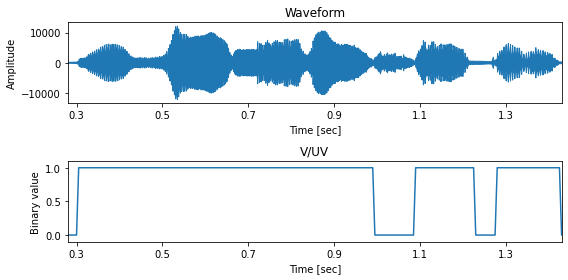 Waveform
10000
0
−10000
Amplitude
0.3 0.5 0.7 0.9 1.1 1.3
Time [sec]
V/UV
1.0
0.5
0.0
Binary value
0.3 0.5 0.7 0.9 1.1 1.3
Time [sec]